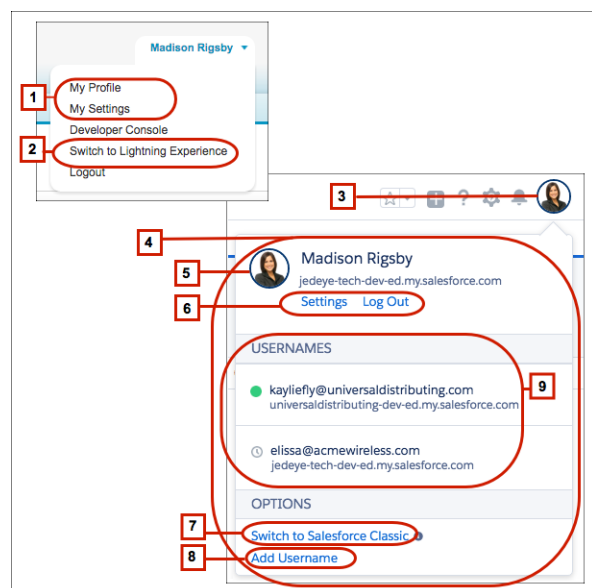 Madison Rigsby
1
My Profile
My Settings
Developer Console
2
Switch to Lightning Experience
Logout
3
?
4
5
Madison Rigsby
jedeye-tech-dev-ed.my.salesforce.com
6
Settings Log Out
USERNAMES
kayliefly@universaldistributing.com
universaldistributing-dev-ed.my.salesforce.com
9
elissa@acmewireless.com
jedeye-tech-dev-ed.my.salesforce.com
OPTIONS
7
Switch to Salesforce Classic
8
Add Username